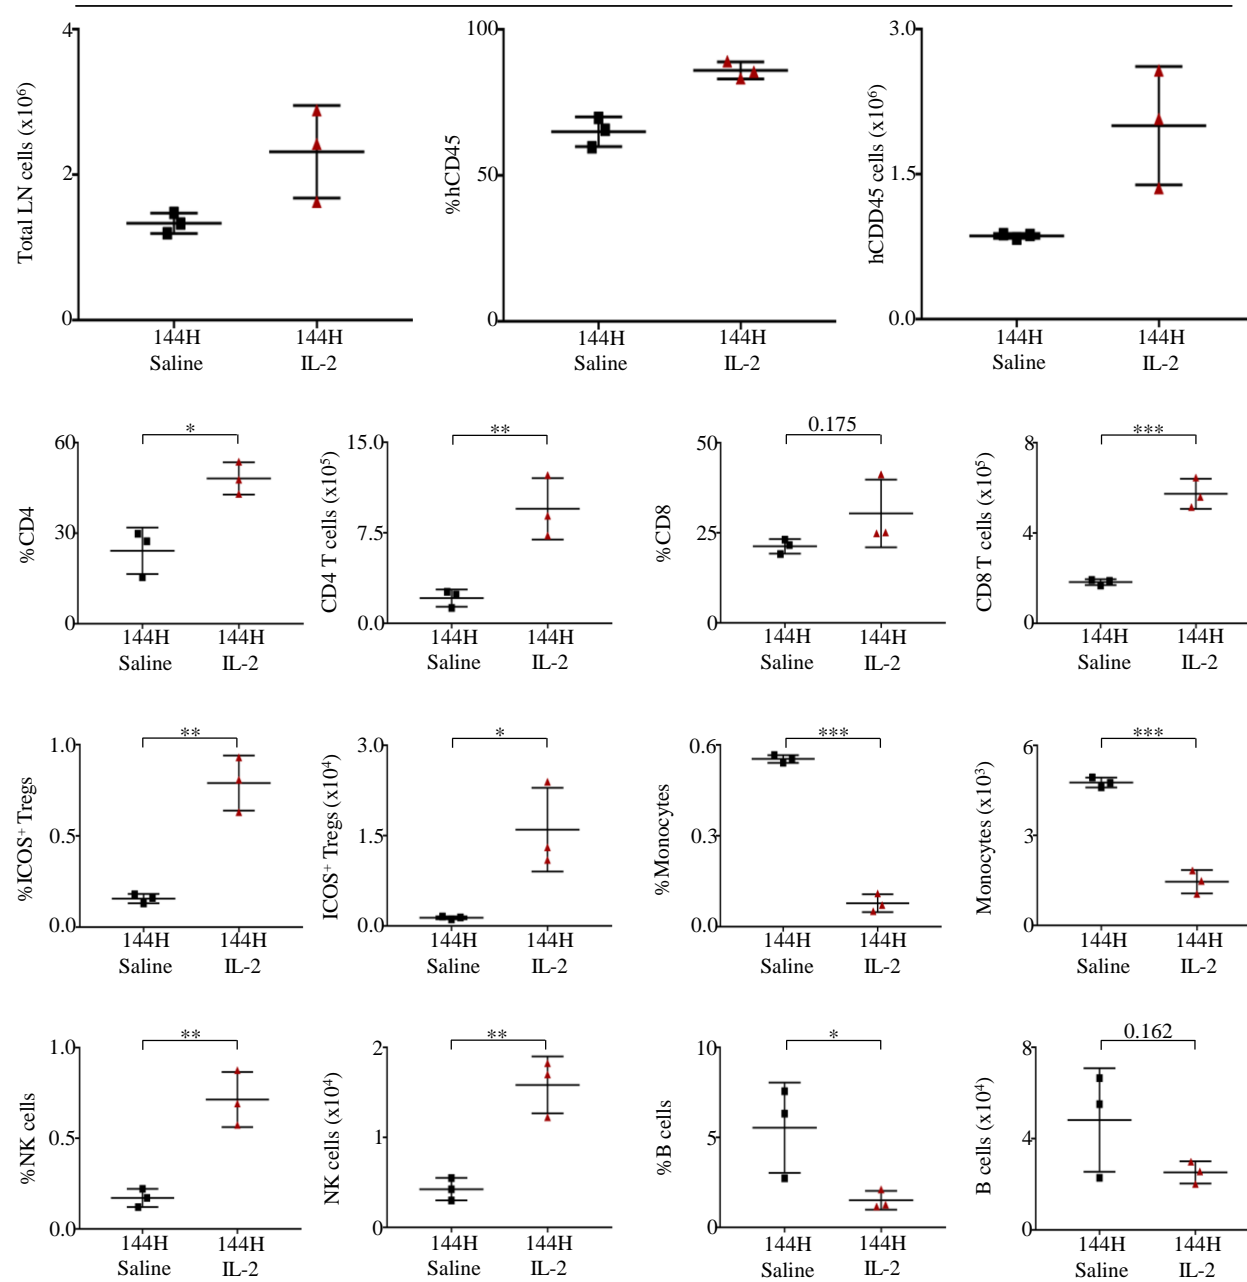 Total LN cells (x10⁶)
4
2
0
144H
Saline
144H
IL-2
%hCD45
100
50
0
144H
Saline
144H
IL-2
hCDD45 cells (x10⁶)
3.0
1.5
0.0
144H
Saline
144H
IL-2
%CD4
60
30
0
*
144H
Saline
144H
IL-2
CD4 T cells (x10⁵)
15.0
7.5
0.0
**
144H
Saline
144H
IL-2
%CD8
50
25
0
0.175
144H
Saline
144H
IL-2
CD8 T cells (x10⁵)
8
4
0
***
144H
Saline
144H
IL-2
%ICOS⁺ Tregs
1.0
0.5
0.0
**
144H
Saline
144H
IL-2
ICOS⁺ Tregs (x10⁴)
3.0
1.5
0.0
*
144H
Saline
144H
IL-2
%Monocytes
0.6
0.3
0.0
***
144H
Saline
144H
IL-2
Monocytes (x10³)
6
3
0
***
144H
Saline
144H
IL-2
%NK cells
1.0
0.5
0.0
**
144H
Saline
144H
IL-2
NK cells (x10⁴)
2
1
0
**
144H
Saline
144H
IL-2
%B cells
10
5
0
*
144H
Saline
144H
IL-2
B cells (x10⁴)
8
4
0
0.162
144H
Saline
144H
IL-2